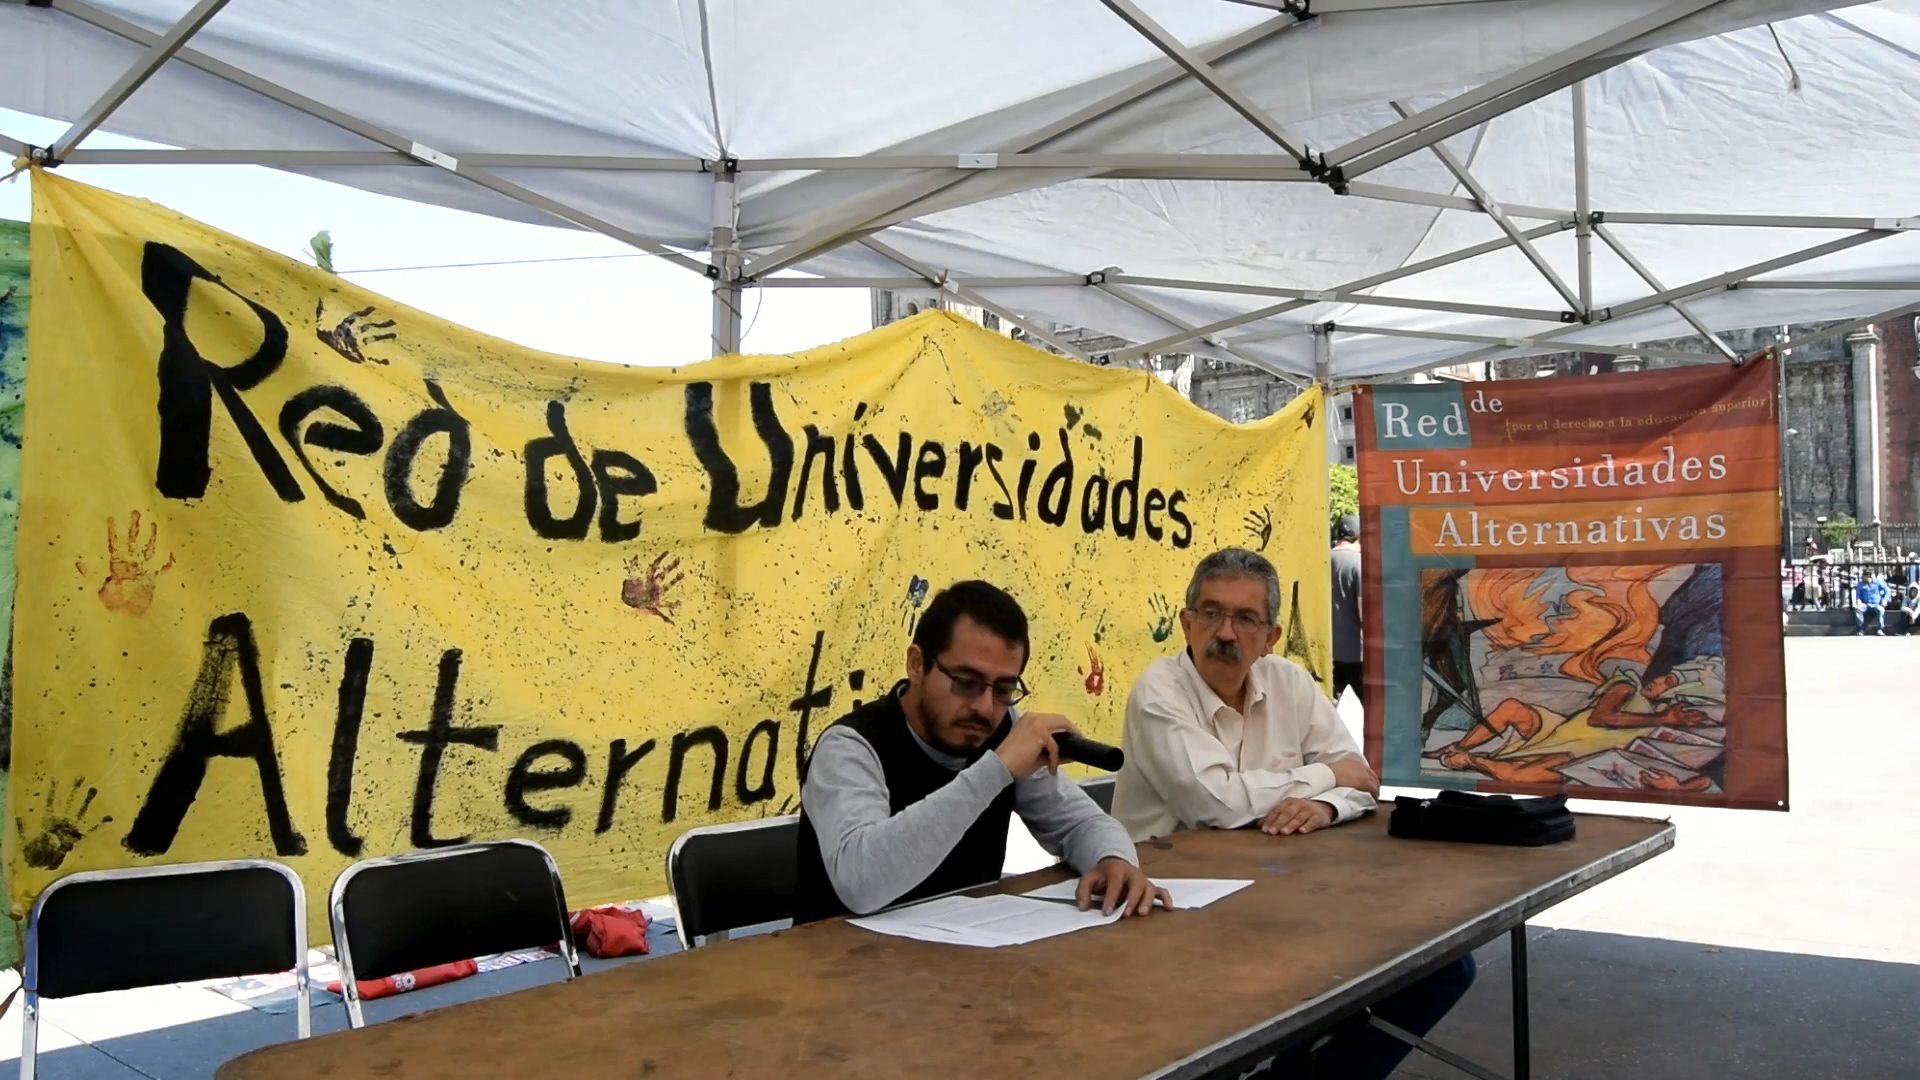 Red de Universidades
Alternati
Red de
[por el derecho a la educación superior]
Universidades
Alternativas